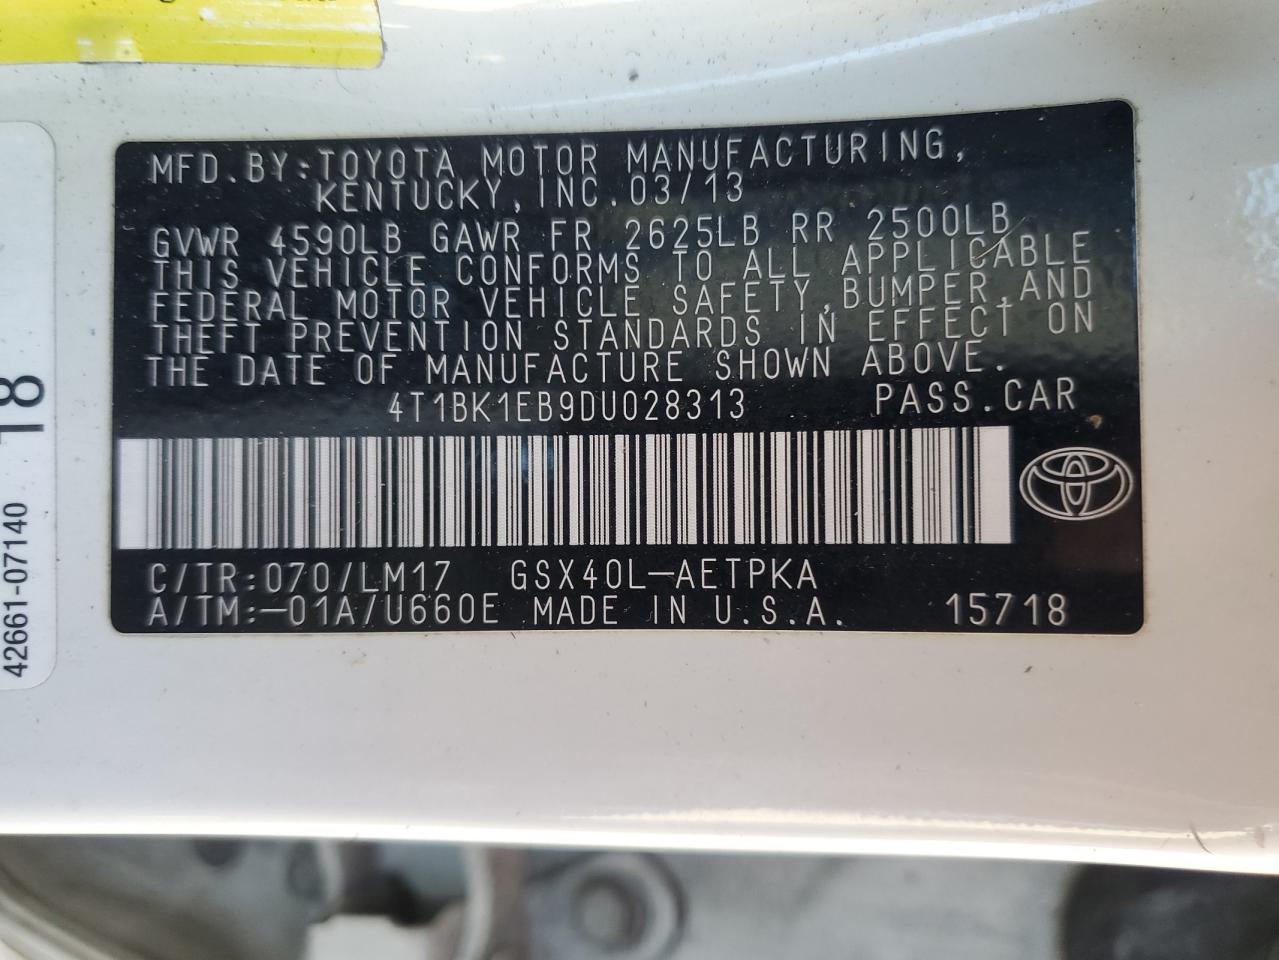 MFD.BY:TOYOTA MOTOR MANUFACTURING,
KENTUCKY, INC. 03/13
GVWR 4590LB GAWR FR 2625LB RR 2500LB
THIS VEHICLE CONFORMS TO ALL APPLICABLE
FEDERAL MOTOR VEHICLE SAFETY,BUMPER,AND
THEFT PREVENTION STANDARDS IN EFFECT ON
THE DATE OF MANUFACTURE SHOWN ABOVE.
4T1BK1EB9DU028313 PASS.CAR
C/TR:070/LM17 GSX40L-AETPKA
A/TM:-01A/U660E MADE IN U.S.A. 15718
18
42661-07140